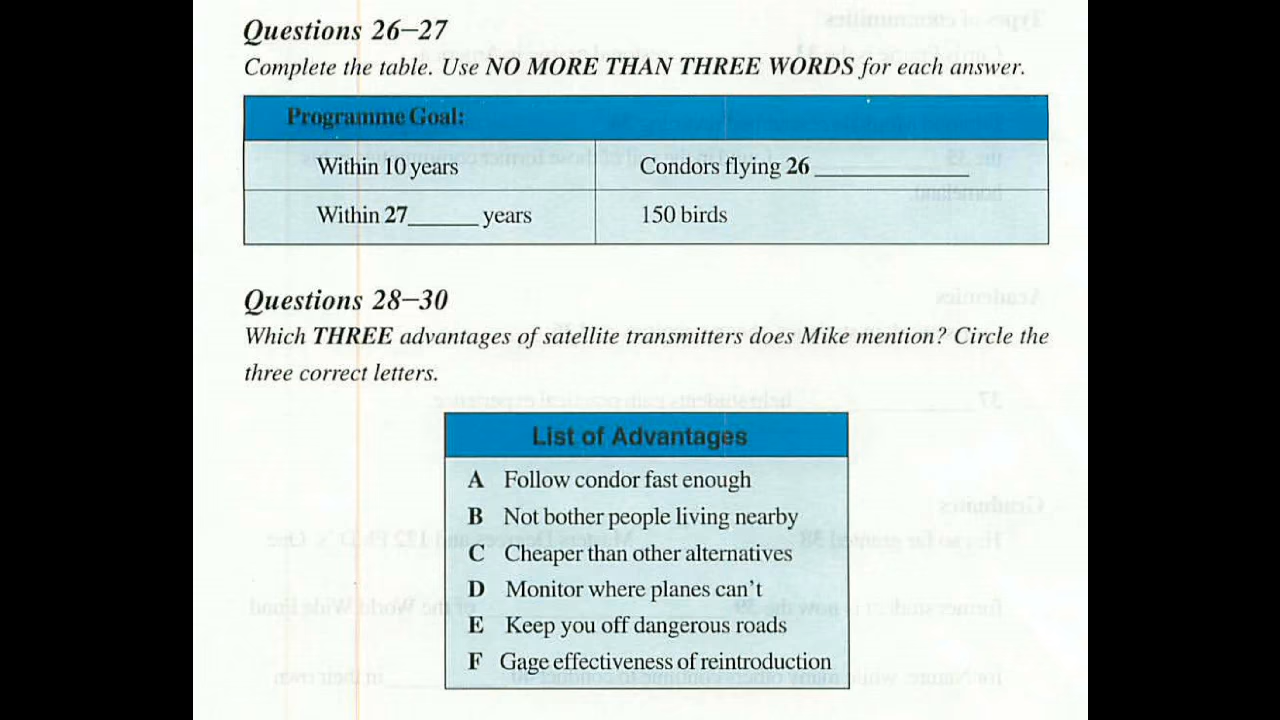 Questions 26–27
Complete the table. Use NO MORE THAN THREE WORDS for each answer.
Programme Goal:
Within 10 years Condors flying 26 ______________
Within 27_______ years 150 birds
Questions 28–30
Which THREE advantages of satellite transmitters does Mike mention? Circle the
three correct letters.
List of Advantages
A Follow condor fast enough
B Not bother people living nearby
C Cheaper than other alternatives
D Monitor where planes can't
E Keep you off dangerous roads
F Gage effectiveness of reintroduction